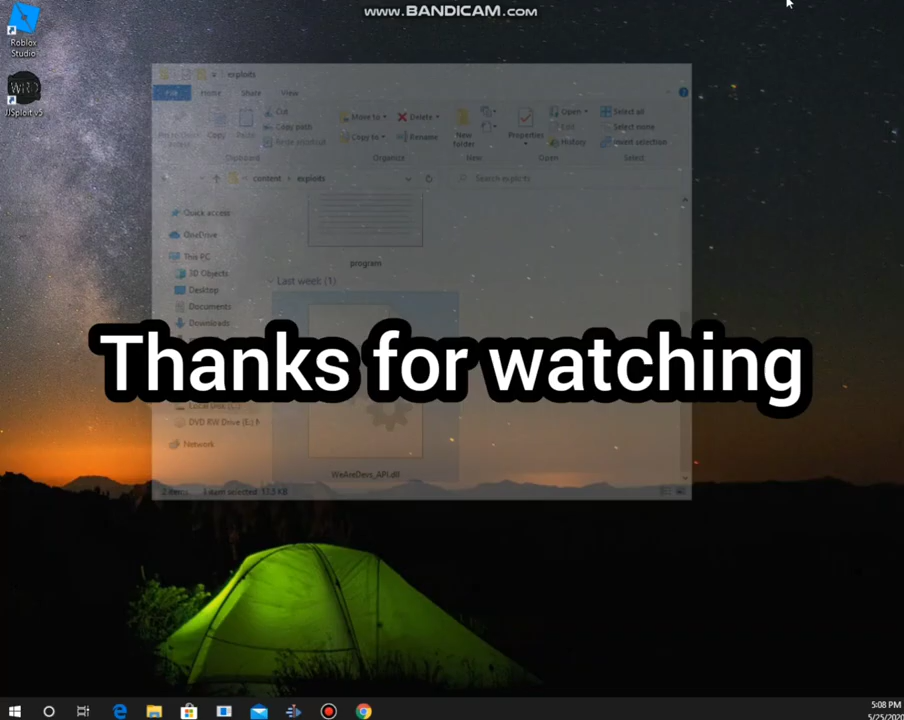 www.BANDICAM.com
Roblox
Studio
WRD
JJSploit v5
exploits
File
Home
Share
View
Cut
Copy path
Paste shortcut
Copy
Paste
Move to
Copy to
Delete
Rename
New
folder
Properties
Open
Edit
History
Select all
Select none
Invert selection
Clipboard
Organize
New
Open
Select
content
exploits
Search exploits
Quick access
OneDrive
This PC
3D Objects
Desktop
Documents
Downloads
program
Last week (1)
Thanks for watching
Local Disk (C:)
DVD RW Drive (E:) M
Network
WeAreDevs_API.dll
2 items
1 item selected
13.5 KB
5:08 PM